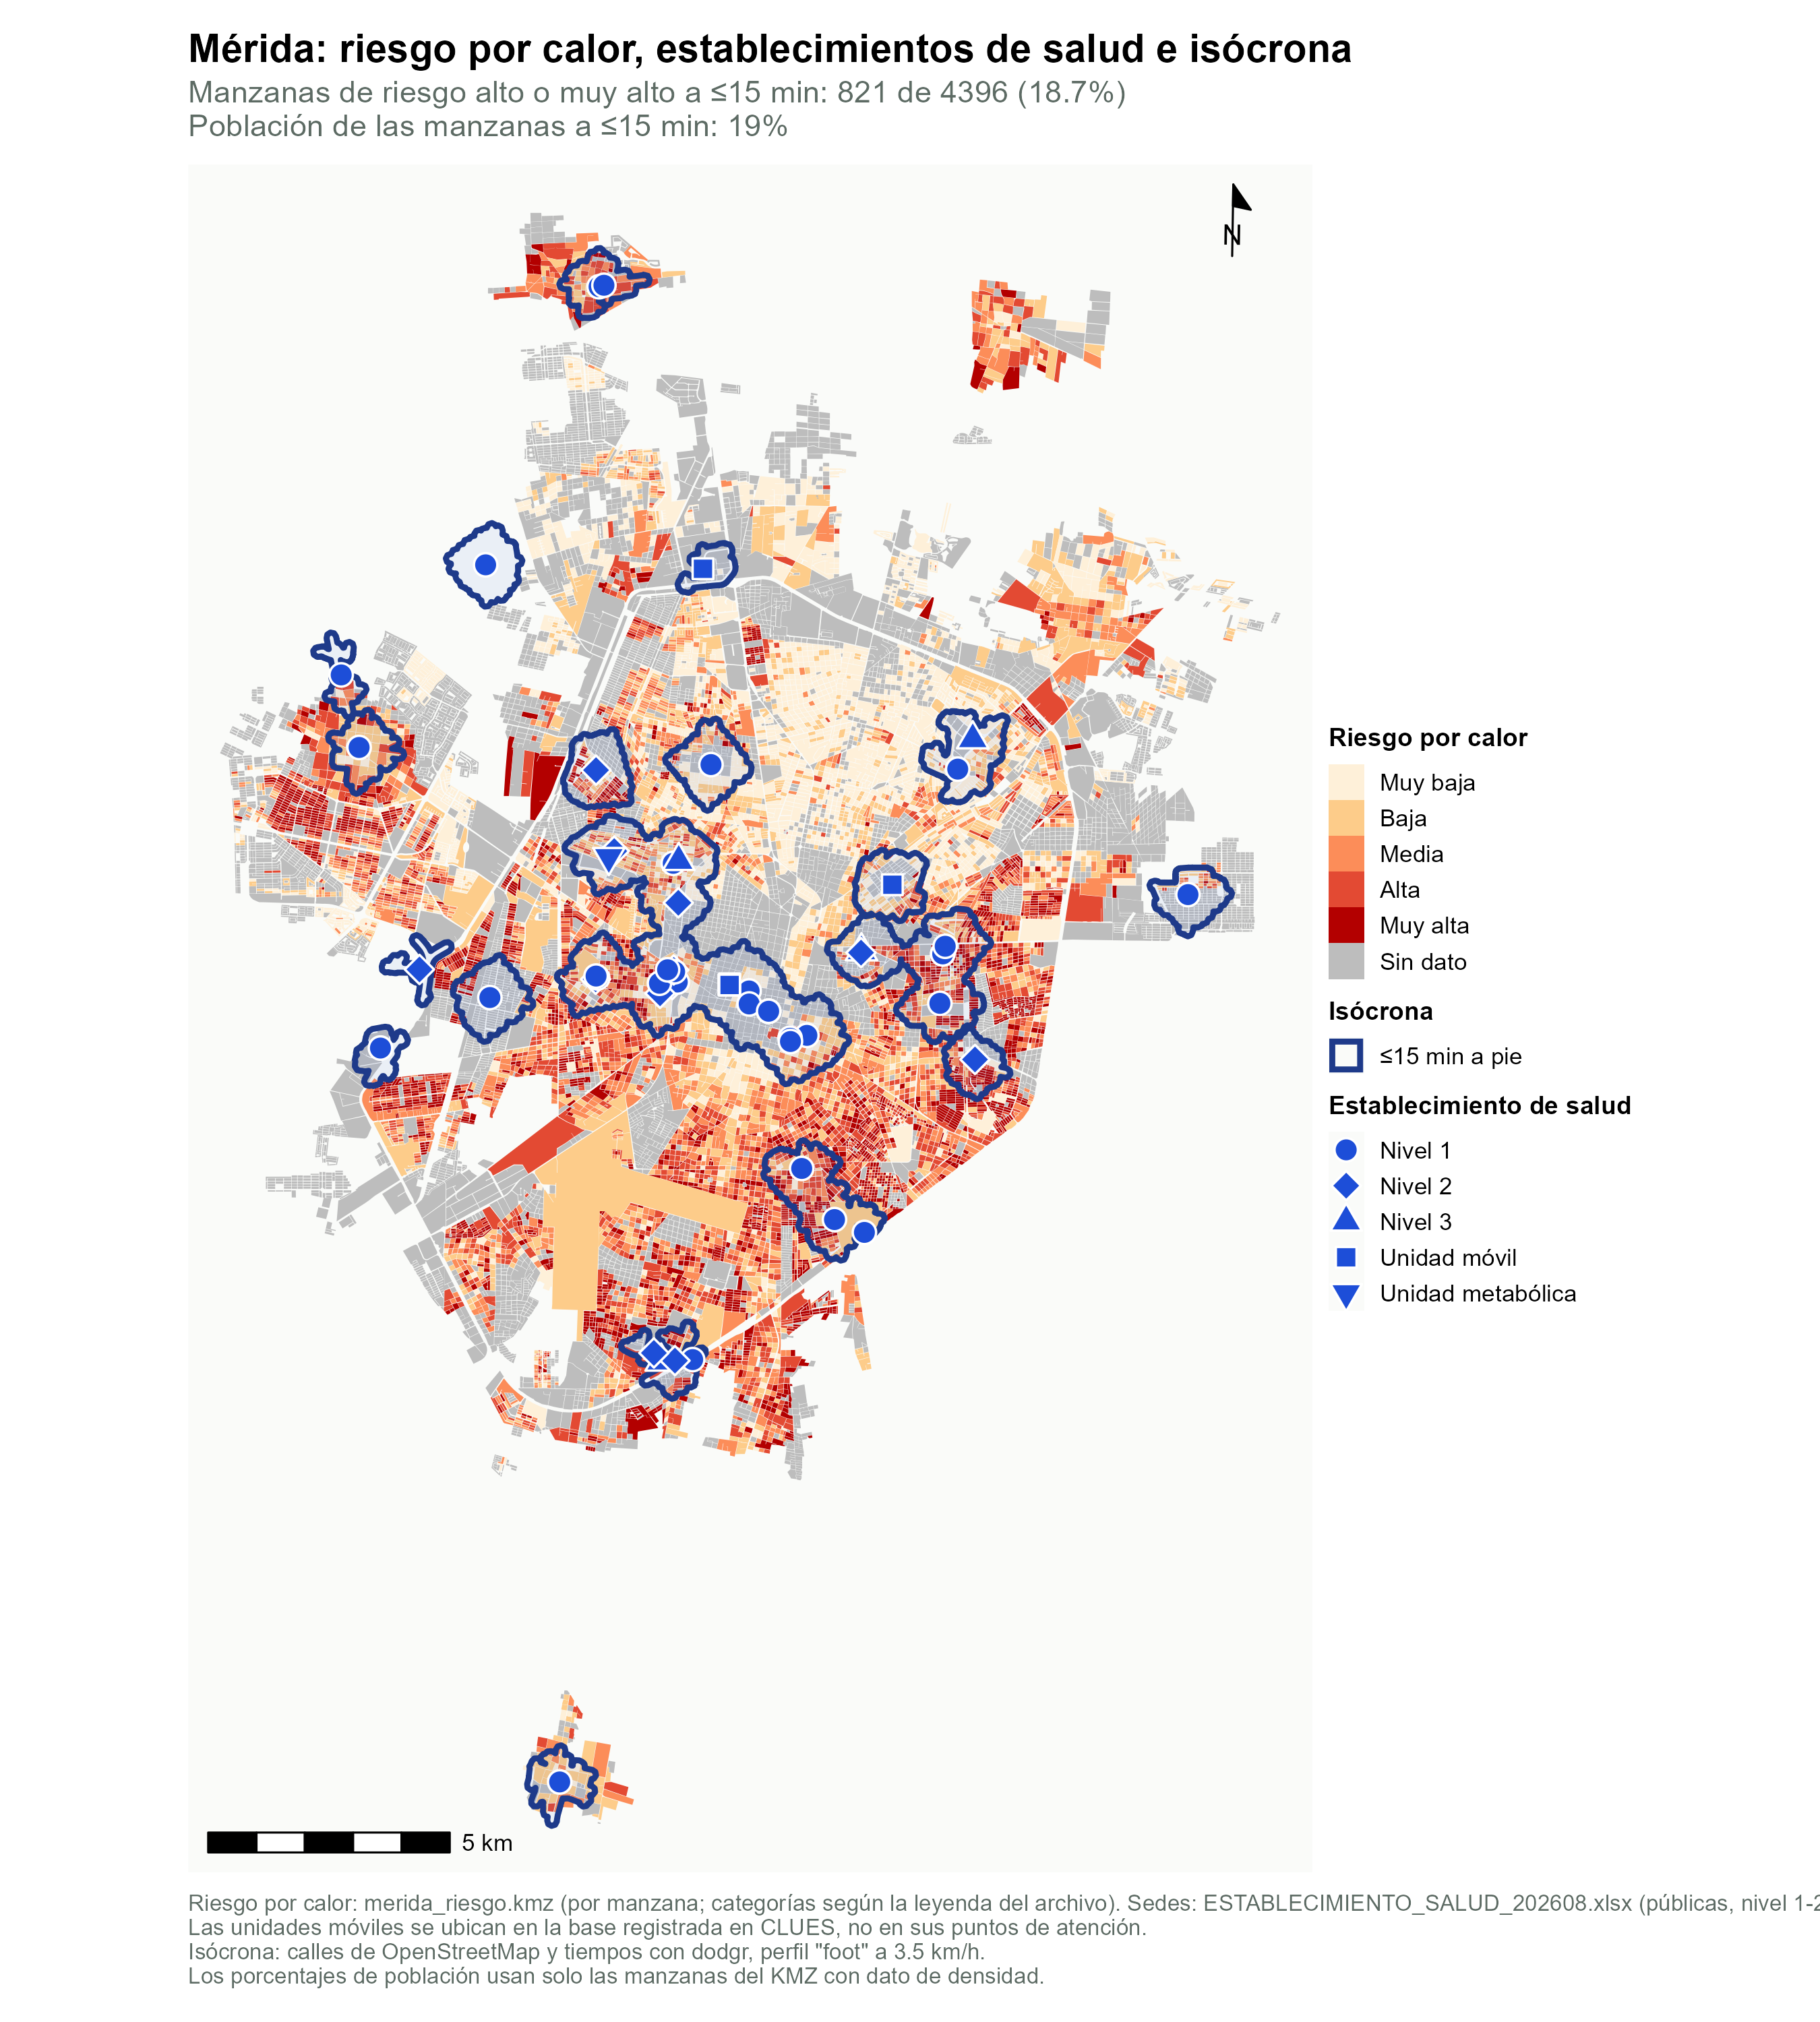 Mérida: riesgo por calor, establecimientos de salud e isócrona
Manzanas de riesgo alto o muy alto a ≤15 min: 821 de 4396 (18.7%)
Población de las manzanas a ≤15 min: 19%
N
Riesgo por calor
Muy baja
Baja
Media
Alta
Muy alta
Sin dato
Isócrona
≤15 min a pie
Establecimiento de salud
Nivel 1
Nivel 2
Nivel 3
Unidad móvil
Unidad metabólica
5 km
Riesgo por calor: merida_riesgo.kmz (por manzana; categorías según la leyenda del archivo). Sedes: ESTABLECIMIENTO_SALUD_202608.xlsx (públicas, nivel 1-2
Las unidades móviles se ubican en la base registrada en CLUES, no en sus puntos de atención.
Isócrona: calles de OpenStreetMap y tiempos con dodgr, perfil "foot" a 3.5 km/h.
Los porcentajes de población usan solo las manzanas del KMZ con dato de densidad.